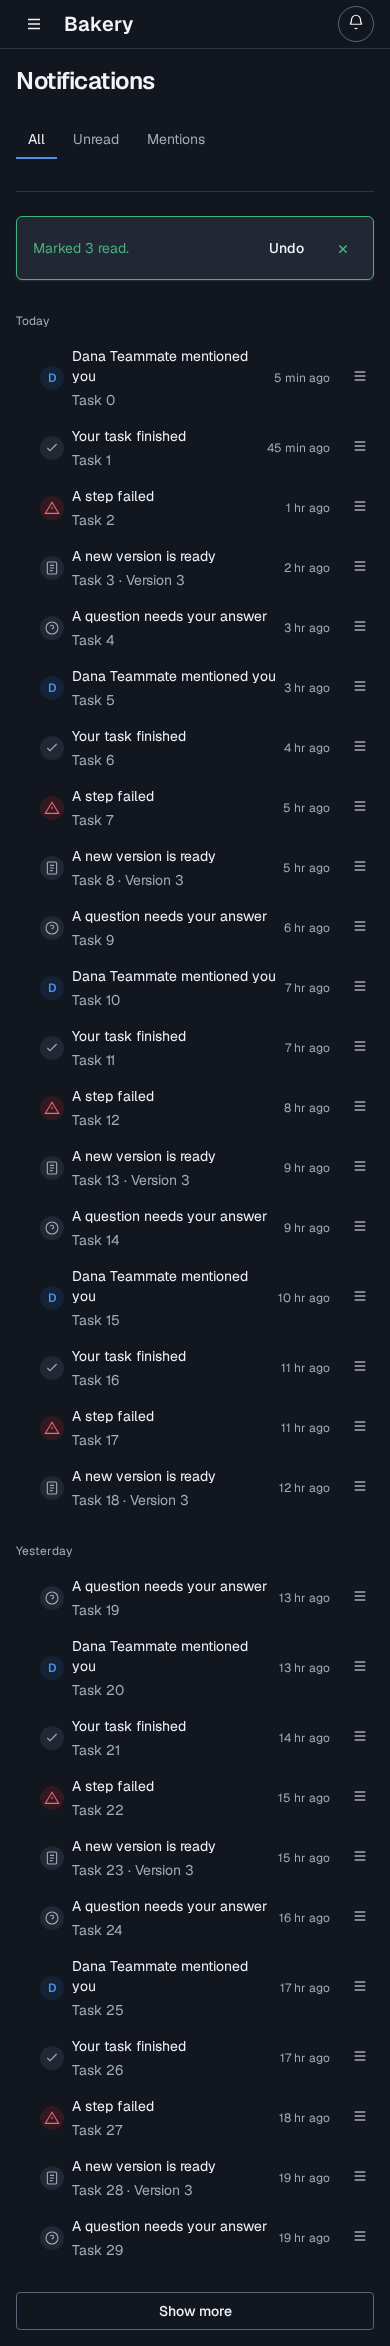 Bakery
Notifications
All Unread Mentions
Marked 3 read. Undo ×
Today
Dana Teammate mentioned
you
D 5 min ago
Task 0
Your task finished
45 min ago
Task 1
A step failed
1 hr ago
Task 2
A new version is ready
2 hr ago
Task 3 · Version 3
A question needs your answer
3 hr ago
Task 4
Dana Teammate mentioned you
D 3 hr ago
Task 5
Your task finished
4 hr ago
Task 6
A step failed
5 hr ago
Task 7
A new version is ready
5 hr ago
Task 8 · Version 3
A question needs your answer
6 hr ago
Task 9
Dana Teammate mentioned you
D 7 hr ago
Task 10
Your task finished
7 hr ago
Task 11
A step failed
8 hr ago
Task 12
A new version is ready
9 hr ago
Task 13 · Version 3
A question needs your answer
9 hr ago
Task 14
Dana Teammate mentioned
you
D 10 hr ago
Task 15
Your task finished
11 hr ago
Task 16
A step failed
11 hr ago
Task 17
A new version is ready
12 hr ago
Task 18 · Version 3
Yesterday
A question needs your answer
13 hr ago
Task 19
Dana Teammate mentioned
you
D 13 hr ago
Task 20
Your task finished
14 hr ago
Task 21
A step failed
15 hr ago
Task 22
A new version is ready
15 hr ago
Task 23 · Version 3
A question needs your answer
16 hr ago
Task 24
Dana Teammate mentioned
you
D 17 hr ago
Task 25
Your task finished
17 hr ago
Task 26
A step failed
18 hr ago
Task 27
A new version is ready
19 hr ago
Task 28 · Version 3
A question needs your answer
19 hr ago
Task 29
Show more